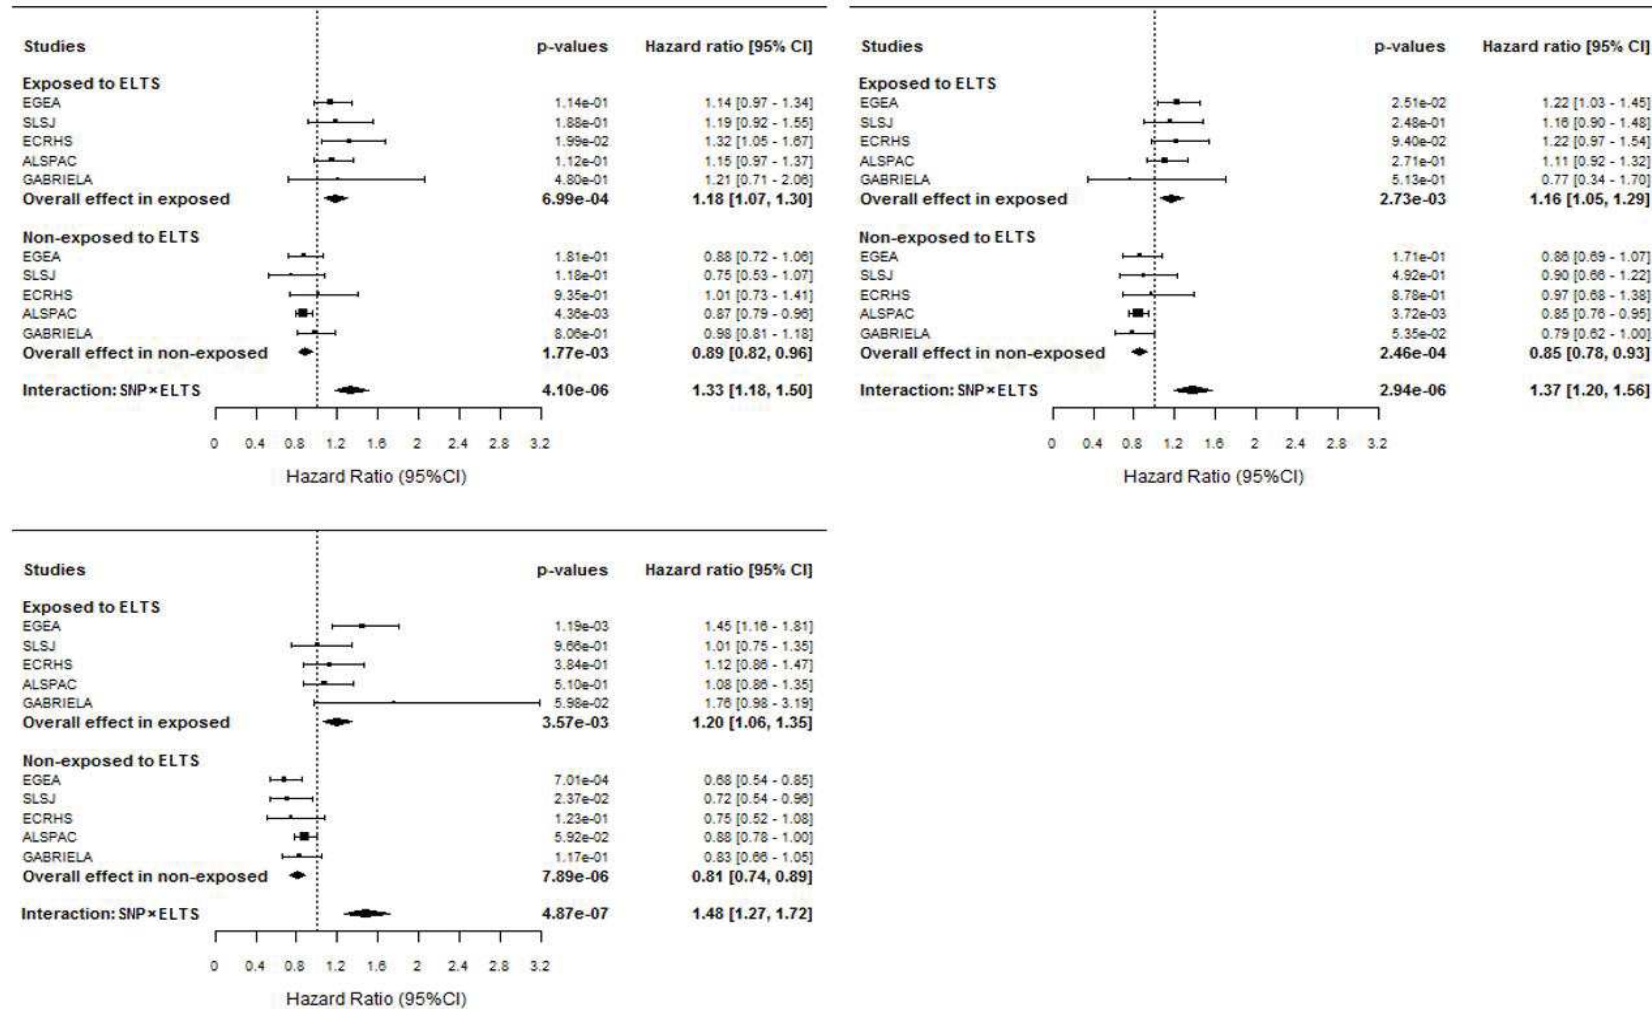 Studies p-values Hazard ratio [95% CI]
Exposed to ELTS
EGEA 1.14e-01 1.14 [0.97 - 1.34]
SLSJ 1.88e-01 1.19 [0.92 - 1.55]
ECRHS 1.99e-02 1.32 [1.05 - 1.67]
ALSPAC 1.12e-01 1.15 [0.97 - 1.37]
GABRIELA 4.80e-01 1.21 [0.71 - 2.06]
Overall effect in exposed 6.99e-04 1.18 [1.07, 1.30]
Non-exposed to ELTS
EGEA 1.81e-01 0.88 [0.72 - 1.06]
SLSJ 1.18e-01 0.75 [0.53 - 1.07]
ECRHS 9.35e-01 1.01 [0.73 - 1.41]
ALSPAC 4.36e-03 0.87 [0.79 - 0.96]
GABRIELA 8.06e-01 0.98 [0.81 - 1.18]
Overall effect in non-exposed 1.77e-03 0.89 [0.82, 0.96]
Interaction: SNP×ELTS 4.10e-06 1.33 [1.18, 1.50]
0 0.4 0.8 1.2 1.6 2 2.4 2.8 3.2
Hazard Ratio (95%CI)
Studies p-values Hazard ratio [95% CI]
Exposed to ELTS
EGEA 2.51e-02 1.22 [1.03 - 1.45]
SLSJ 2.48e-01 1.16 [0.90 - 1.48]
ECRHS 9.40e-02 1.22 [0.97 - 1.54]
ALSPAC 2.71e-01 1.11 [0.92 - 1.32]
GABRIELA 5.13e-01 0.77 [0.34 - 1.70]
Overall effect in exposed 2.73e-03 1.16 [1.05, 1.29]
Non-exposed to ELTS
EGEA 1.71e-01 0.86 [0.69 - 1.07]
SLSJ 4.92e-01 0.90 [0.66 - 1.22]
ECRHS 8.78e-01 0.97 [0.68 - 1.38]
ALSPAC 3.72e-03 0.85 [0.76 - 0.95]
GABRIELA 5.35e-02 0.79 [0.62 - 1.00]
Overall effect in non-exposed 2.46e-04 0.85 [0.78, 0.93]
Interaction: SNP×ELTS 2.94e-06 1.37 [1.20, 1.56]
0 0.4 0.8 1.2 1.6 2 2.4 2.8 3.2
Hazard Ratio (95%CI)
Studies p-values Hazard ratio [95% CI]
Exposed to ELTS
EGEA 1.19e-03 1.45 [1.16 - 1.81]
SLSJ 9.66e-01 1.01 [0.75 - 1.35]
ECRHS 3.84e-01 1.12 [0.86 - 1.47]
ALSPAC 5.10e-01 1.08 [0.86 - 1.35]
GABRIELA 5.98e-02 1.76 [0.98 - 3.19]
Overall effect in exposed 3.57e-03 1.20 [1.06, 1.35]
Non-exposed to ELTS
EGEA 7.01e-04 0.68 [0.54 - 0.85]
SLSJ 2.37e-02 0.72 [0.54 - 0.96]
ECRHS 1.23e-01 0.75 [0.52 - 1.08]
ALSPAC 5.92e-02 0.88 [0.78 - 1.00]
GABRIELA 1.17e-01 0.83 [0.66 - 1.05]
Overall effect in non-exposed 7.89e-06 0.81 [0.74, 0.89]
Interaction: SNP×ELTS 4.87e-07 1.48 [1.27, 1.72]
0 0.4 0.8 1.2 1.6 2 2.4 2.8 3.2
Hazard Ratio (95%CI)